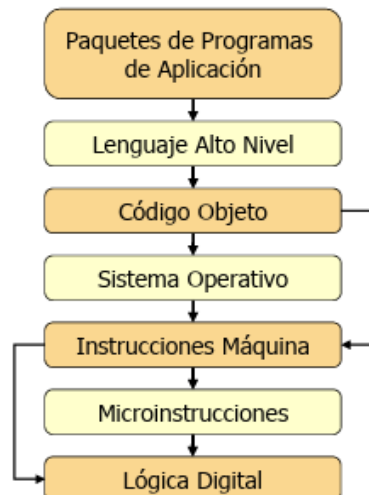 Paquetes de Programas
de Aplicación
Lenguaje Alto Nivel
Código Objeto
Sistema Operativo
Instrucciones Máquina
Microinstrucciones
Lógica Digital